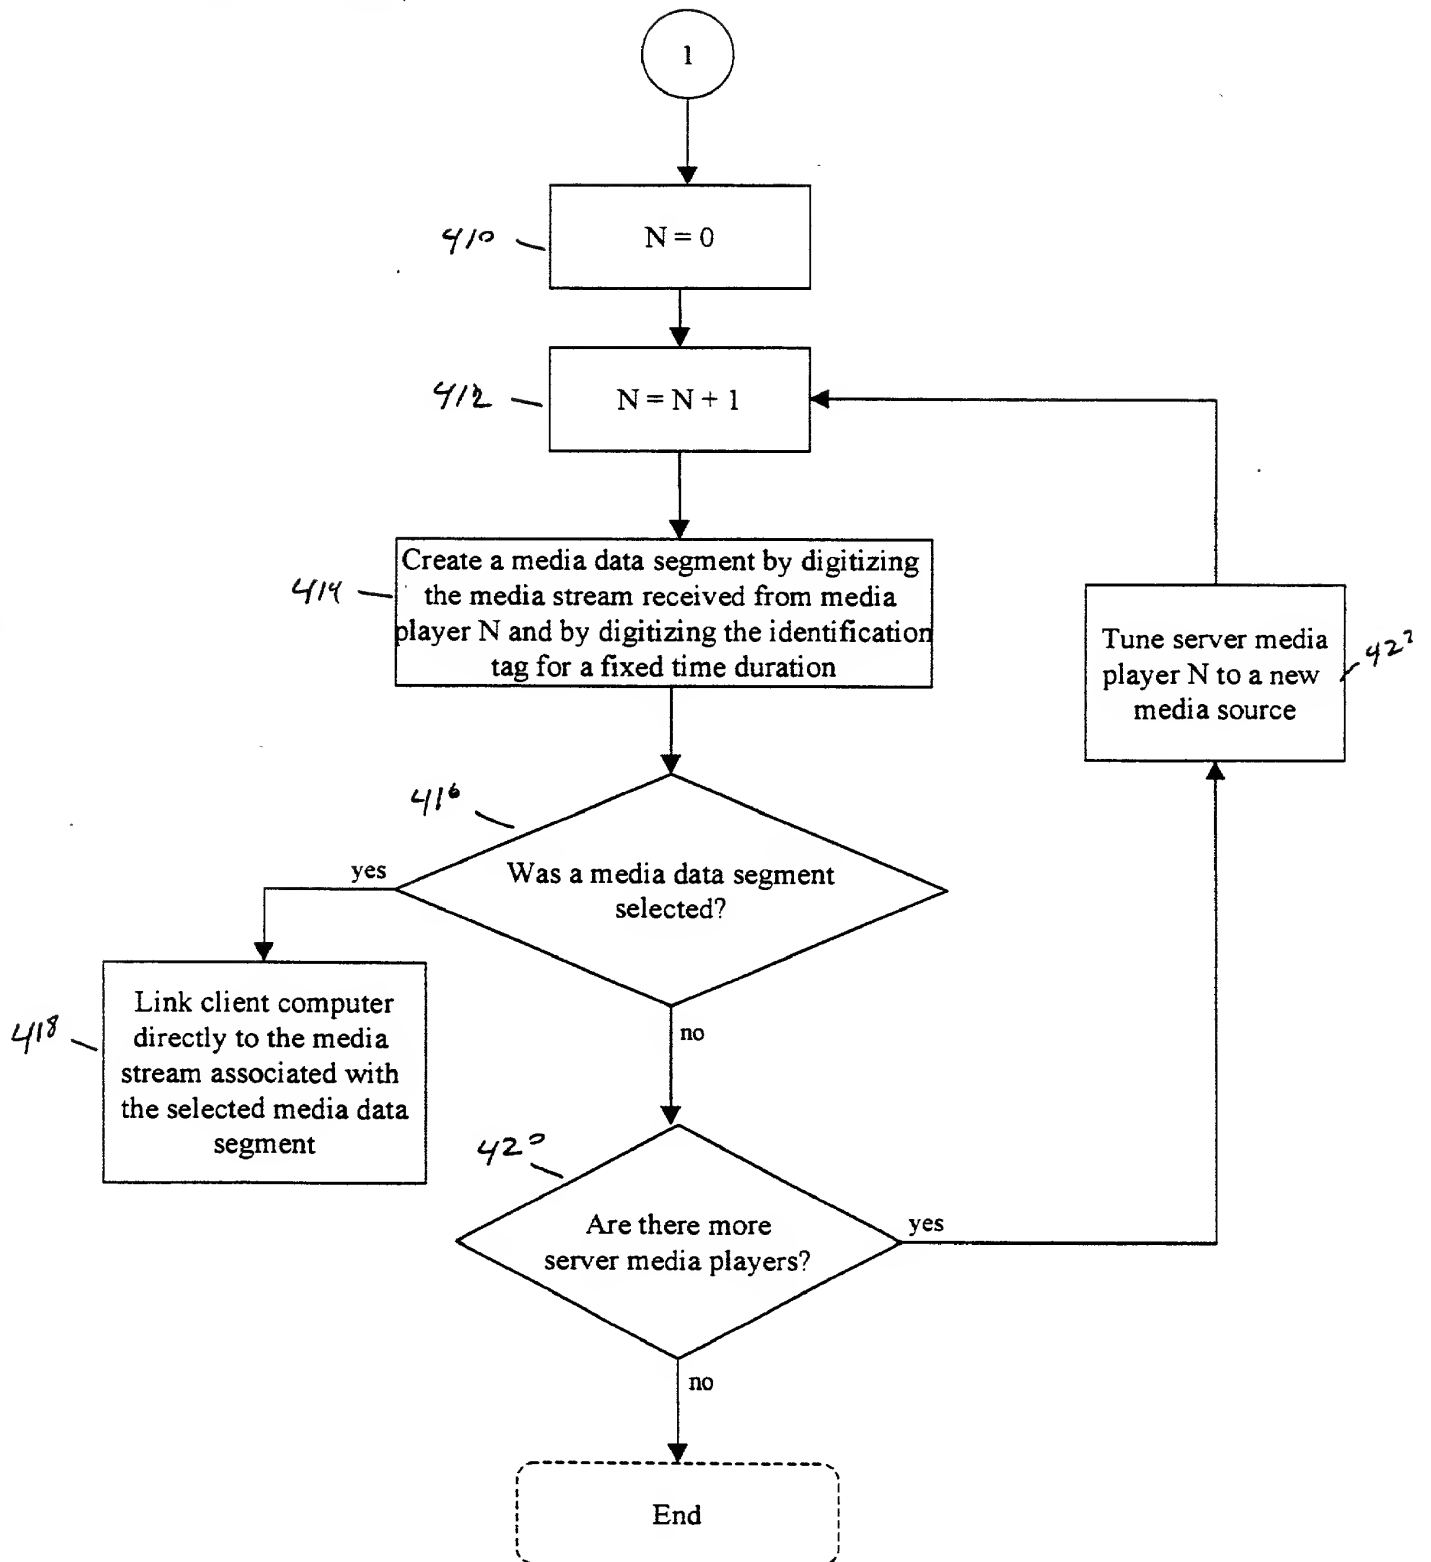 1
410
N = 0
412
N = N + 1
414
Create a media data segment by digitizing
the media stream received from media
player N and by digitizing the identification
tag for a fixed time duration
Tune server media
player N to a new
media source
422
416
Was a media data segment
selected?
yes
no
418
Link client computer
directly to the media
stream associated with
the selected media data
segment
420
Are there more
server media players?
yes
no
End